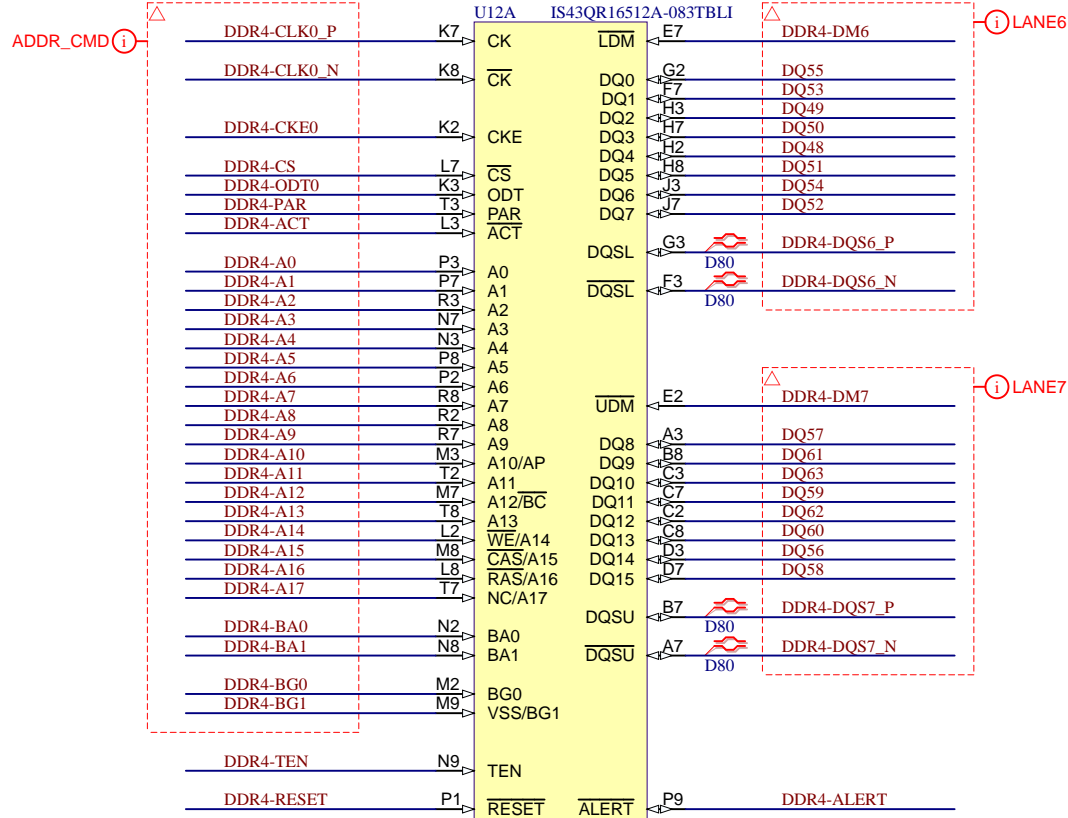 U12A IS43QR16512A-083TBLI
ADDR_CMD i
i LANE6
DDR4-CLK0_P K7 CK LDM E7 DDR4-DM6
DDR4-CLK0_N K8 CK DQ0 G2 DQ55
DQ1 F7 DQ53
DQ2 H3 DQ49
DDR4-CKE0 K2 CKE DQ3 H7 DQ50
DQ4 H2 DQ48
DDR4-CS L7 CS DQ5 H8 DQ51
DDR4-ODT0 K3 ODT DQ6 J3 DQ54
DDR4-PAR T3 PAR DQ7 J7 DQ52
DDR4-ACT L3 ACT
DQSL G3 D80 DDR4-DQS6_P
DDR4-A0 P3 A0
DDR4-A1 P7 A1 DQSL F3 D80 DDR4-DQS6_N
DDR4-A2 R3 A2
DDR4-A3 N7 A3
DDR4-A4 N3 A4
DDR4-A5 P8 A5
DDR4-A6 P2 A6
i LANE7
DDR4-A7 R8 A7 UDM E2 DDR4-DM7
DDR4-A8 R2 A8
DDR4-A9 R7 A9 DQ8 A3 DQ57
DDR4-A10 M3 A10/AP DQ9 B8 DQ61
DDR4-A11 T2 A11 DQ10 C3 DQ63
DDR4-A12 M7 A12/BC DQ11 C7 DQ59
DDR4-A13 T8 A13 DQ12 C2 DQ62
DDR4-A14 L2 WE/A14 DQ13 C8 DQ60
DDR4-A15 M8 CAS/A15 DQ14 D3 DQ56
DDR4-A16 L8 RAS/A16 DQ15 D7 DQ58
DDR4-A17 T7 NC/A17
DQSU B7 D80 DDR4-DQS7_P
DDR4-BA0 N2 BA0
DDR4-BA1 N8 BA1 DQSU A7 D80 DDR4-DQS7_N
DDR4-BG0 M2 BG0
DDR4-BG1 M9 VSS/BG1
DDR4-TEN N9 TEN
DDR4-RESET P1 RESET ALERT P9 DDR4-ALERT